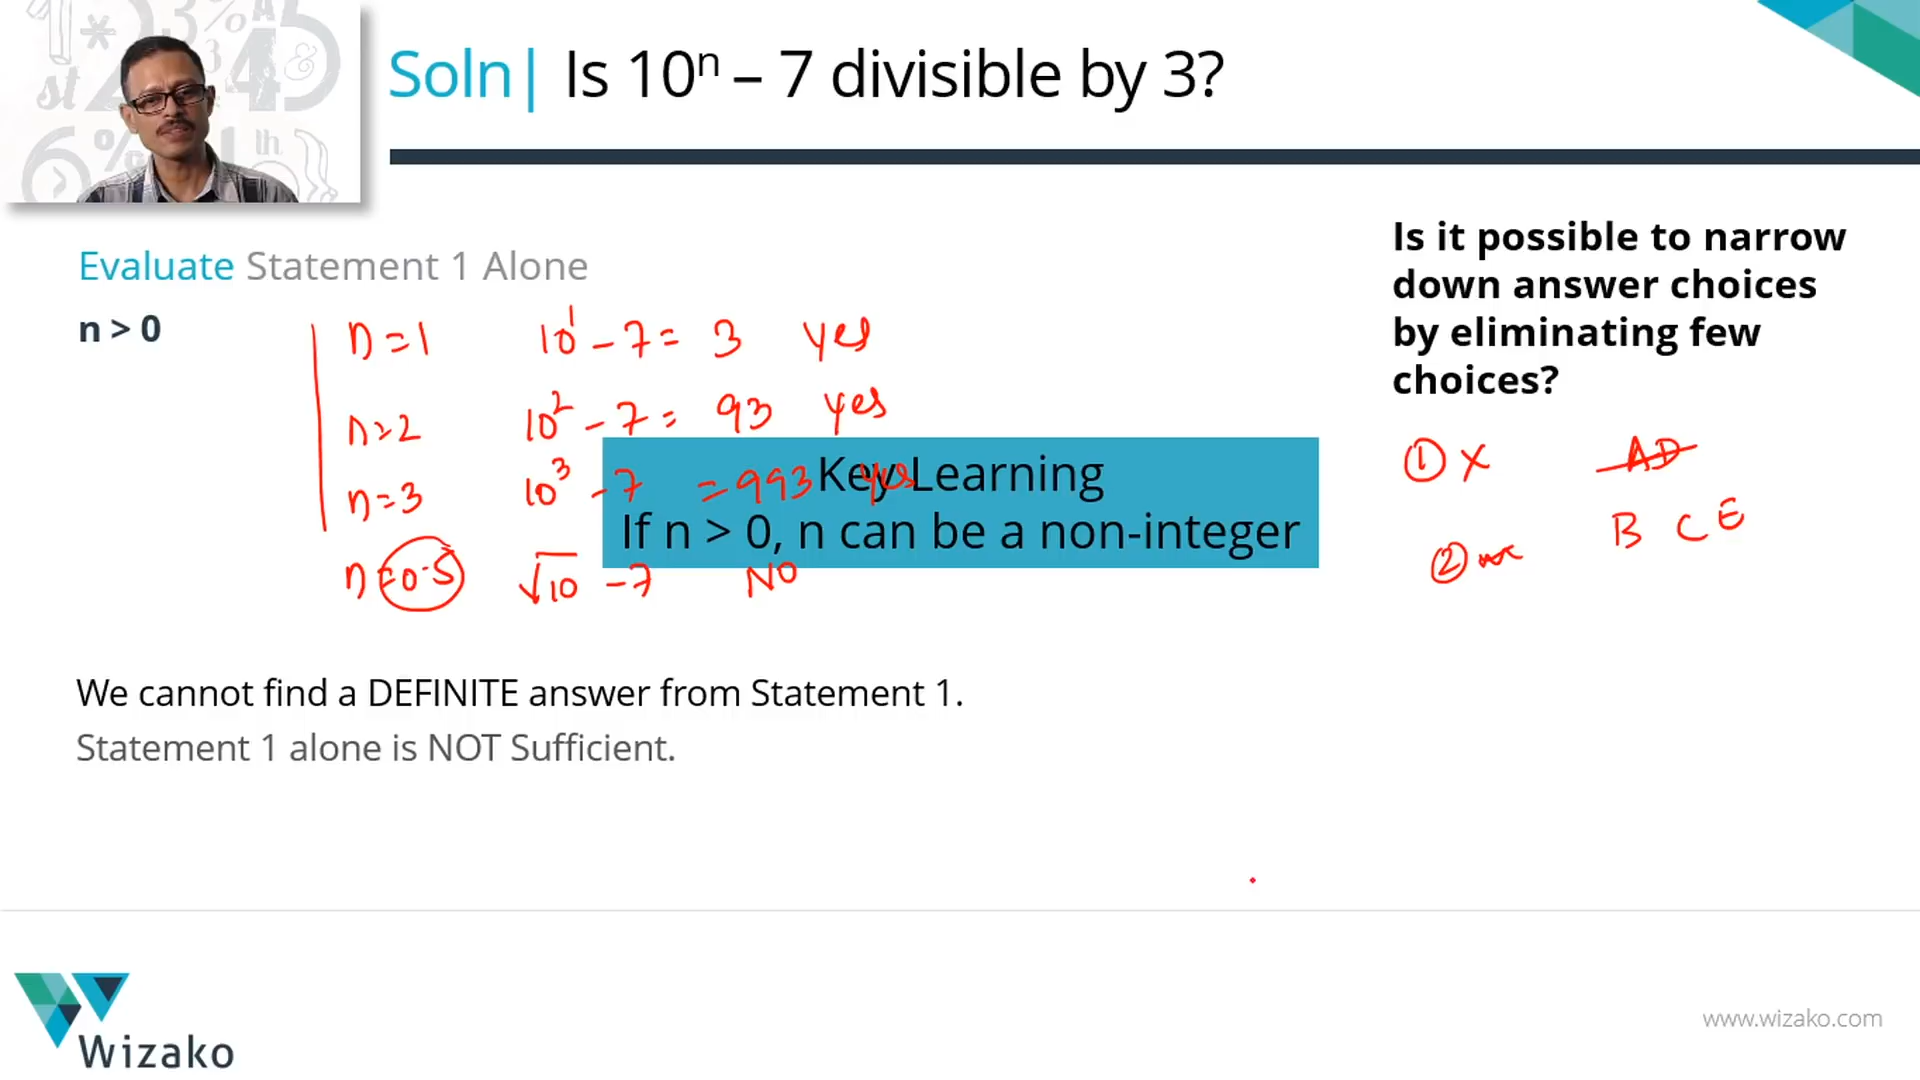 Soln| Is 10ⁿ – 7 divisible by 3?
Evaluate Statement 1 Alone
n > 0
n = 1 10¹ – 7 = 3 yes
n = 2 10² – 7 = 93 yes
n = 3 10³ – 7 = 993 yes
n = 0.5 √10 – 7 NO
Key Learning
If n > 0, n can be a non-integer
We cannot find a DEFINITE answer from Statement 1.
Statement 1 alone is NOT Sufficient.
Is it possible to narrow
down answer choices
by eliminating few
choices?
① X AD
B C E
②
Wizako
www.wizako.com